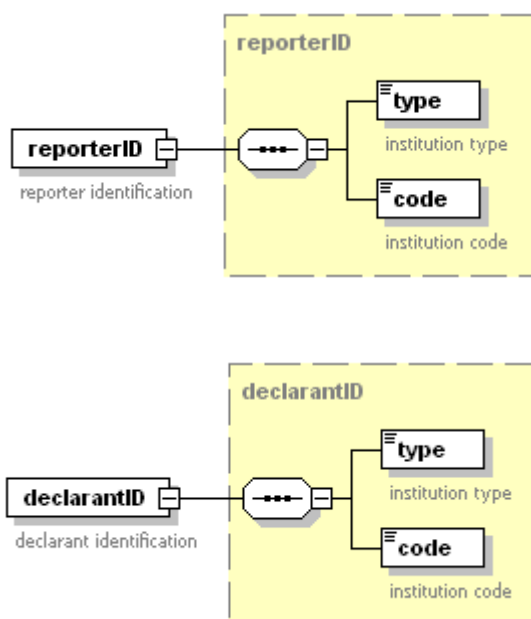 reporterID
type
institution type
reporterID
reporter identification
code
institution code
declarantID
type
institution type
declarantID
declarant identification
code
institution code